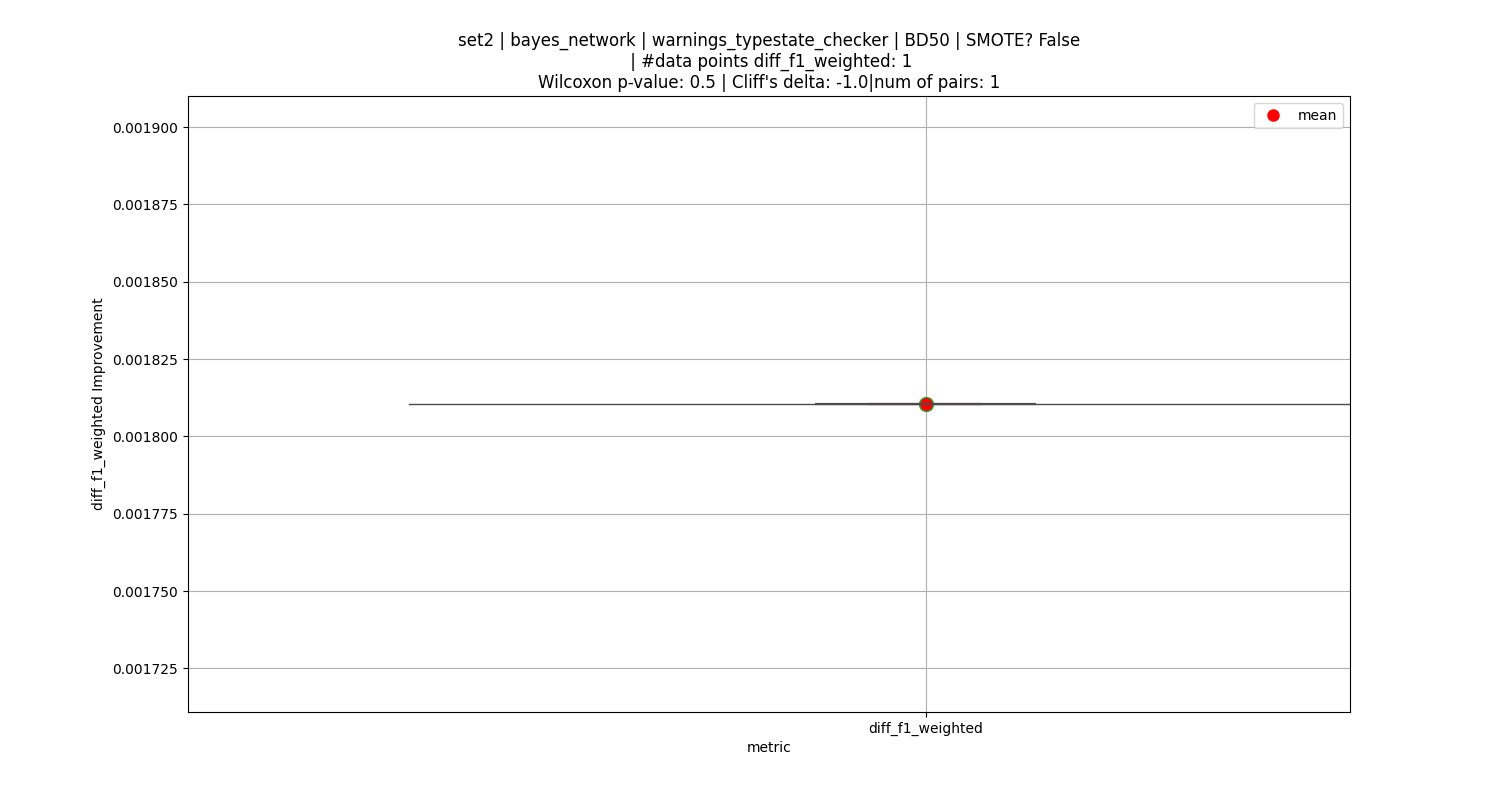 set2 | bayes_network | warnings_typestate_checker | BD50 | SMOTE? False
| #data points diff_f1_weighted: 1
Wilcoxon p-value: 0.5 | Cliff's delta: -1.0|num of pairs: 1
mean
0.001900
0.001875
0.001850
0.001825
0.001800
0.001775
0.001750
0.001725
diff_f1_weighted Improvement
diff_f1_weighted
metric